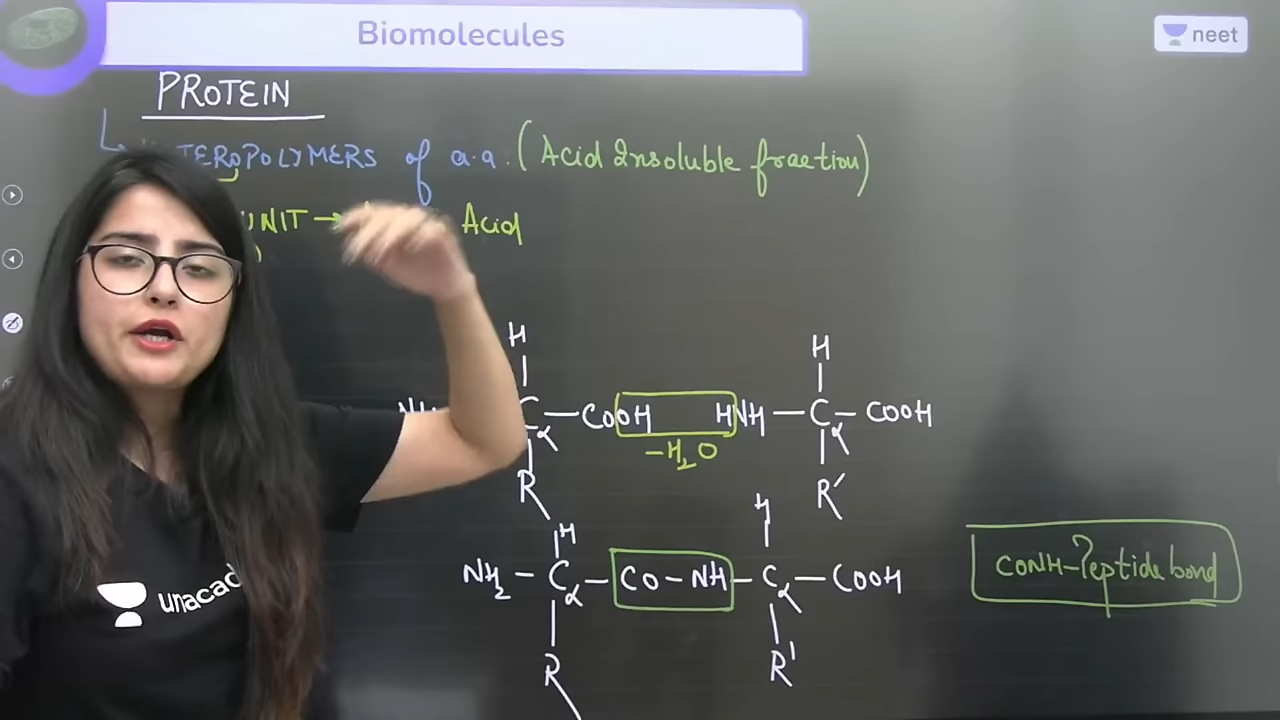 Biomolecules
neet
PROTEIN
TEROPOLYMERS of a.a. (Acid Insoluble fraction)
UNIT → Acid
H H
C — COOH HNH — C — COOH
α α
-H₂O
R R'
H H
NH₂ — Cα — CO — NH — Cα — COOH
CONH-Peptide bond
R R'
unacad